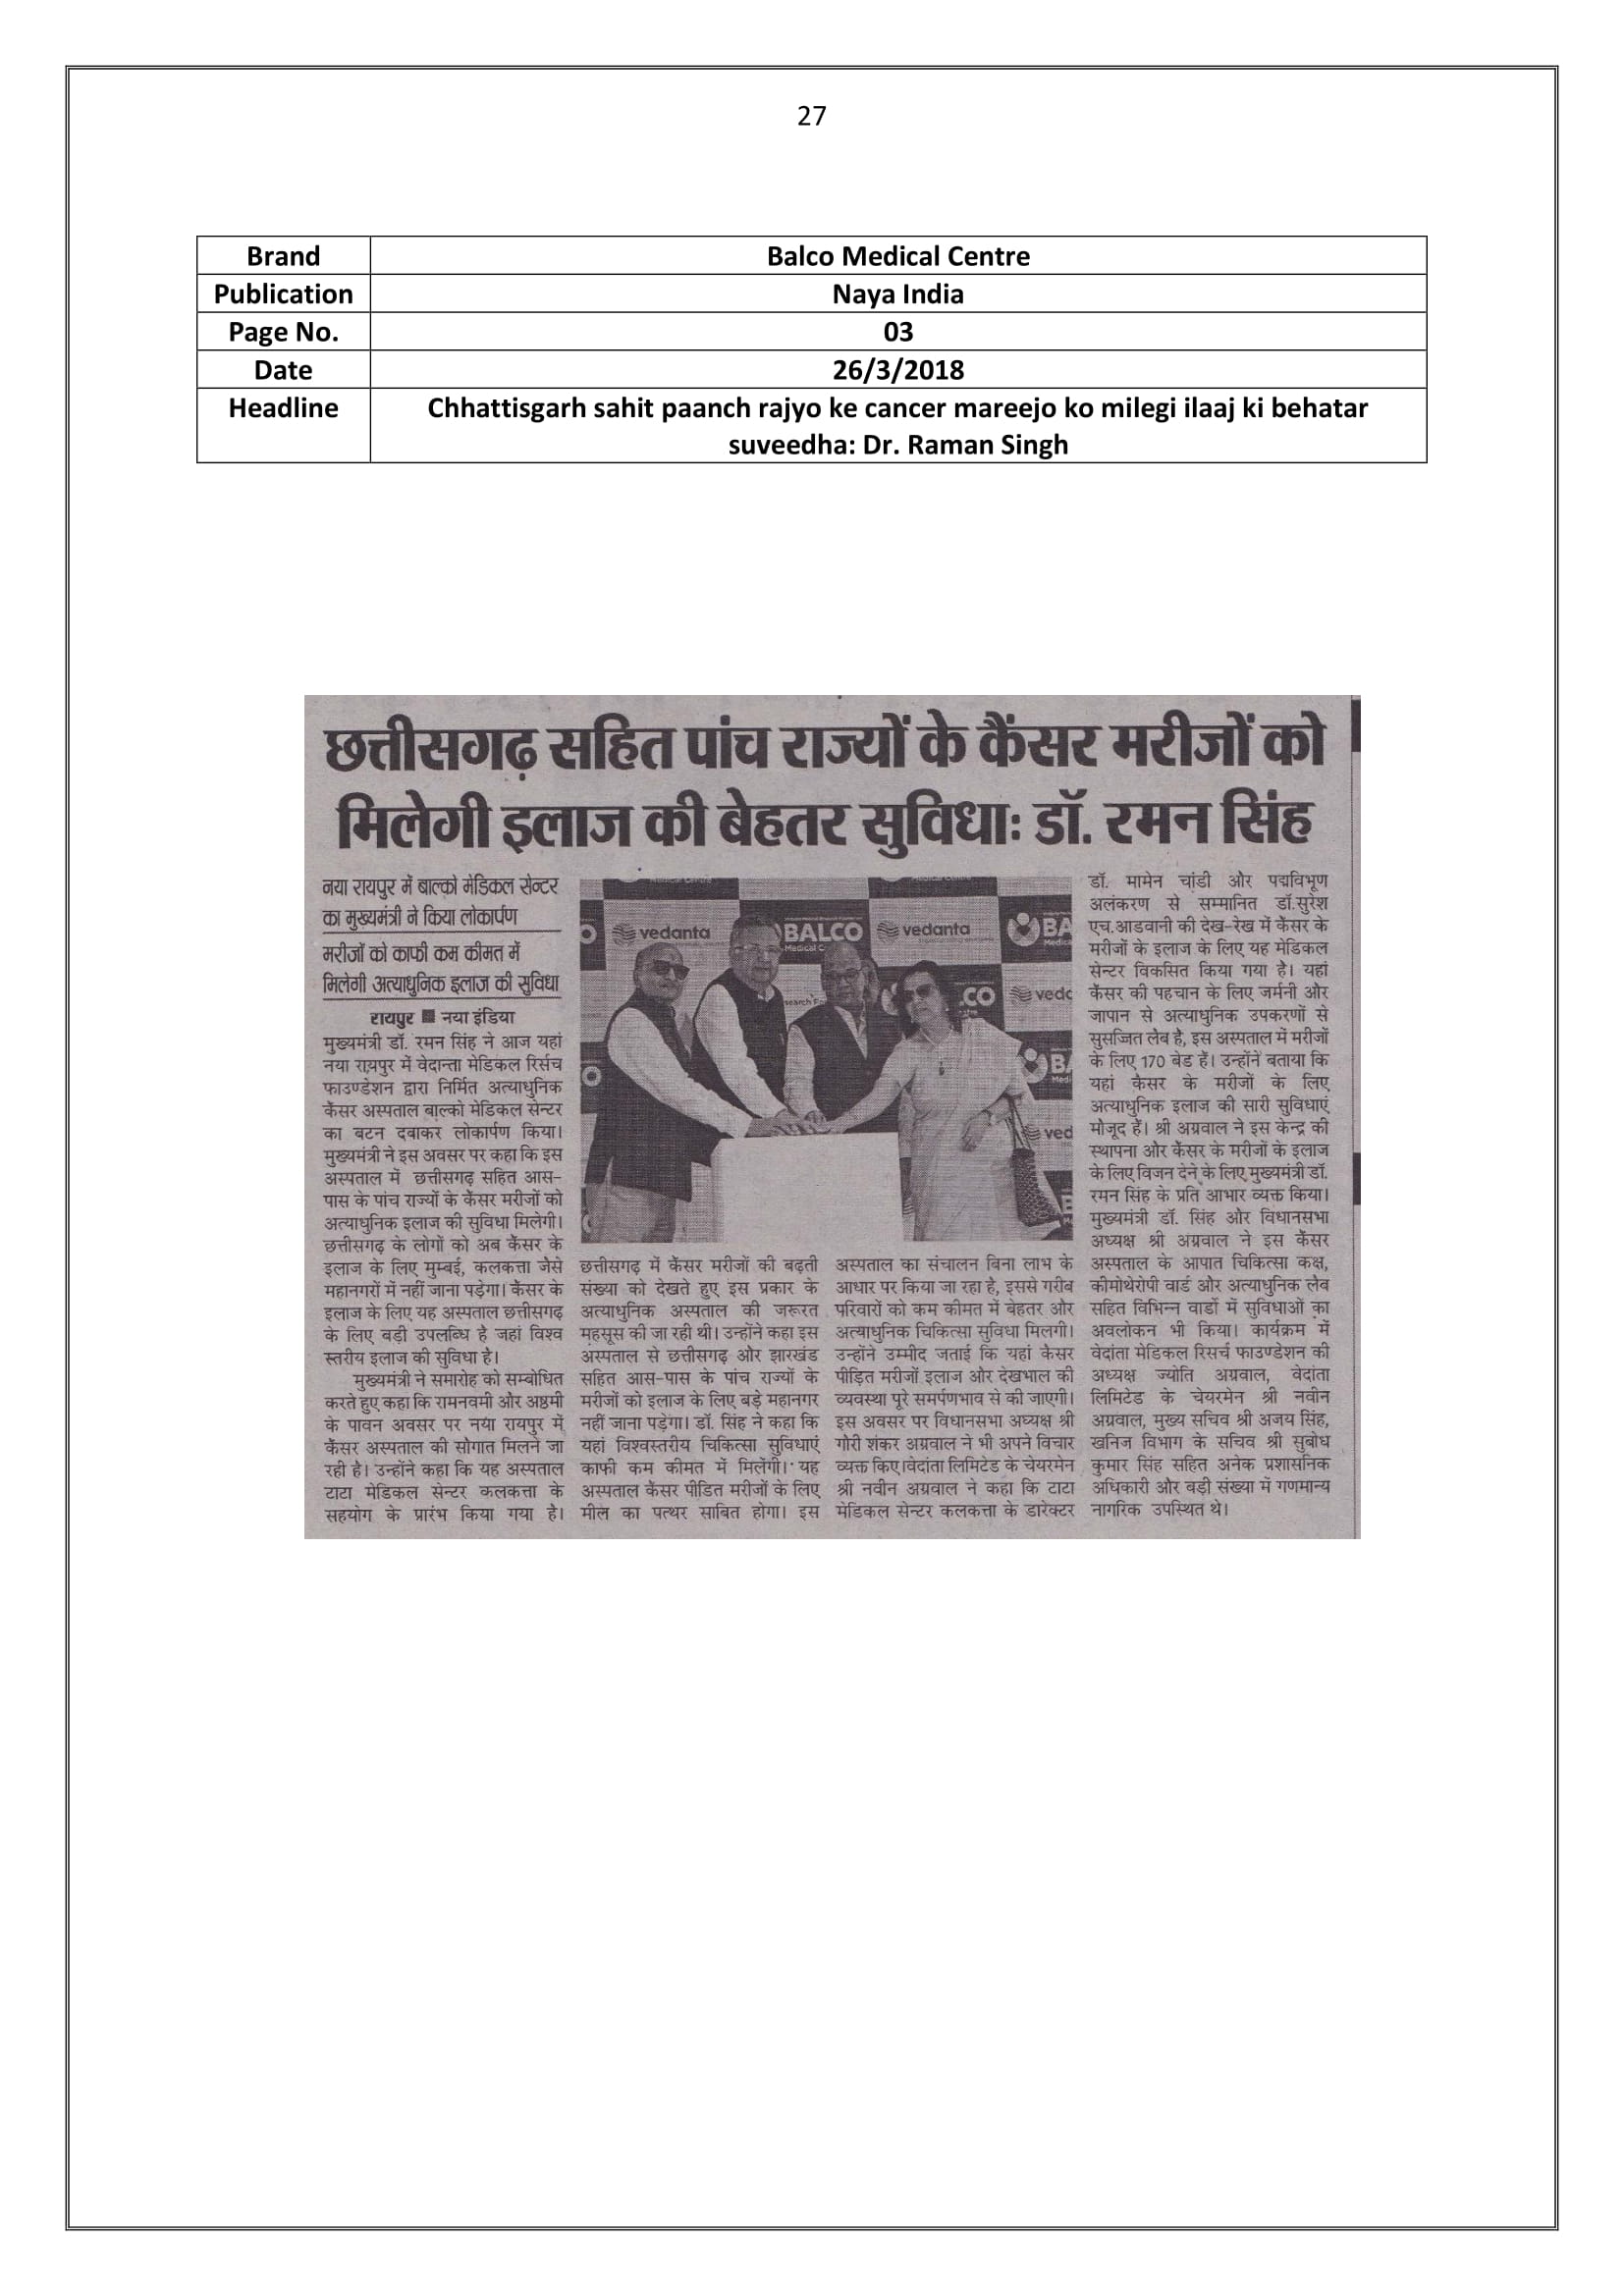 27
Brand Balco Medical Centre
Publication Naya India
Page No. 03
Date 26/3/2018
Headline Chhattisgarh sahit paanch rajyo ke cancer mareejo ko milegi ilaaj ki behatar
suveedha: Dr. Raman Singh
छत्तीसगढ़ सहित पांच राज्यों के कैंसर मरीजों को
मिलेगी इलाज की बेहतर सुविधाः डॉ. रमन सिंह
नया रायपुर में बाल्को मेडिकल सेन्टर
का मुख्यमंत्री ने किया लोकार्पण
मरीजों को काफी कम कीमत में
मिलेगी अत्याधुनिक इलाज की सुविधा
रायपुर ■ नया इंडिया
मुख्यमंत्री डॉ. रमन सिंह ने आज यहां
नया रायपुर में वेदान्ता मेडिकल रिर्सच
फाउण्डेशन द्वारा निर्मित अत्याधुनिक
कैंसर अस्पताल बाल्को मेडिकल सेन्टर
का बटन दबाकर लोकार्पण किया।
मुख्यमंत्री ने इस अवसर पर कहा कि इस
अस्पताल में छत्तीसगढ़ सहित आस-
पास के पांच राज्यों के कैंसर मरीजों को
अत्याधुनिक इलाज की सुविधा मिलेगी।
छत्तीसगढ़ के लोगों को अब कैंसर के
इलाज के लिए मुम्बई, कलकत्ता जैसे
महानगरों में नहीं जाना पड़ेगा। कैंसर के
इलाज के लिए यह अस्पताल छत्तीसगढ़
के लिए बड़ी उपलब्धि है जहां विश्व
स्तरीय इलाज की सुविधा है।
मुख्यमंत्री ने समारोह को सम्बोधित
करते हुए कहा कि रामनवमी और अष्ठमी
के पावन अवसर पर नया रायपुर में
कैंसर अस्पताल की सौगात मिलने जा
रही है। उन्होंने कहा कि यह अस्पताल
टाटा मेडिकल सेन्टर कलकत्ता के
सहयोग के प्रारंभ किया गया है।
vedanta BALCO vedanta BA
Medical C
CO vedc
ved
छत्तीसगढ़ में कैंसर मरीजों की बढ़ती
संख्या को देखते हुए इस प्रकार के
अत्याधुनिक अस्पताल की जरूरत
महसूस की जा रही थी। उन्होंने कहा इस
अस्पताल से छत्तीसगढ़ और झारखंड
सहित आस-पास के पांच राज्यों के
मरीजों को इलाज के लिए बड़े महानगर
नहीं जाना पड़ेगा। डॉ. सिंह ने कहा कि
यहां विश्वस्तरीय चिकित्सा सुविधाएं
काफी कम कीमत में मिलेंगी। यह
अस्पताल कैंसर पीडित मरीजों के लिए
मील का पत्थर साबित होगा। इस
अस्पताल का संचालन बिना लाभ के
आधार पर किया जा रहा है, इससे गरीब
परिवारों को कम कीमत में बेहतर और
अत्याधुनिक चिकित्सा सुविधा मिलगी।
उन्होंने उम्मीद जताई कि यहां कैंसर
पीड़ित मरीजों इलाज और देखभाल की
व्यवस्था पूरे समर्पणभाव से की जाएगी।
इस अवसर पर विधानसभा अध्यक्ष श्री
गौरी शंकर अग्रवाल ने भी अपने विचार
व्यक्त किए।वेदांता लिमिटेड के चेयरमेन
श्री नवीन अग्रवाल ने कहा कि टाटा
मेडिकल सेन्टर कलकत्ता के डारेक्टर
डॉ. मामेन चांडी और पद्मविभूण
अलंकरण से सम्मानित डॉ.सुरेश
एच.आडवानी की देख-रेख में कैंसर के
मरीजों के इलाज के लिए यह मेडिकल
सेन्टर विकसित किया गया है। यहां
कैंसर की पहचान के लिए जर्मनी और
जापान से अत्याधुनिक उपकरणों से
सुसज्जित लैब है, इस अस्पताल में मरीजों
के लिए 170 बेड हैं। उन्होंने बताया कि
यहां कैंसर के मरीजों के लिए
अत्याधुनिक इलाज की सारी सुविधाएं
मौजूद हैं। श्री अग्रवाल ने इस केन्द्र की
स्थापना और कैंसर के मरीजों के इलाज
के लिए विजन देने के लिए मुख्यमंत्री डॉ.
रमन सिंह के प्रति आभार व्यक्त किया।
मुख्यमंत्री डॉ. सिंह और विधानसभा
अध्यक्ष श्री अग्रवाल ने इस कैंसर
अस्पताल के आपात चिकित्सा कक्ष,
कीमोथेरोपी वार्ड और अत्याधुनिक लैब
सहित विभिन्न वार्डो में सुविधाओं का
अवलोकन भी किया। कार्यक्रम में
वेदांता मेडिकल रिसर्च फाउण्डेशन की
अध्यक्ष ज्योति अग्रवाल, वेदांता
लिमिटेड के चेयरमेन श्री नवीन
अग्रवाल, मुख्य सचिव श्री अजय सिंह,
खनिज विभाग के सचिव श्री सुबोध
कुमार सिंह सहित अनेक प्रशासनिक
अधिकारी और बड़ी संख्या में गणमान्य
नागरिक उपस्थित थे।